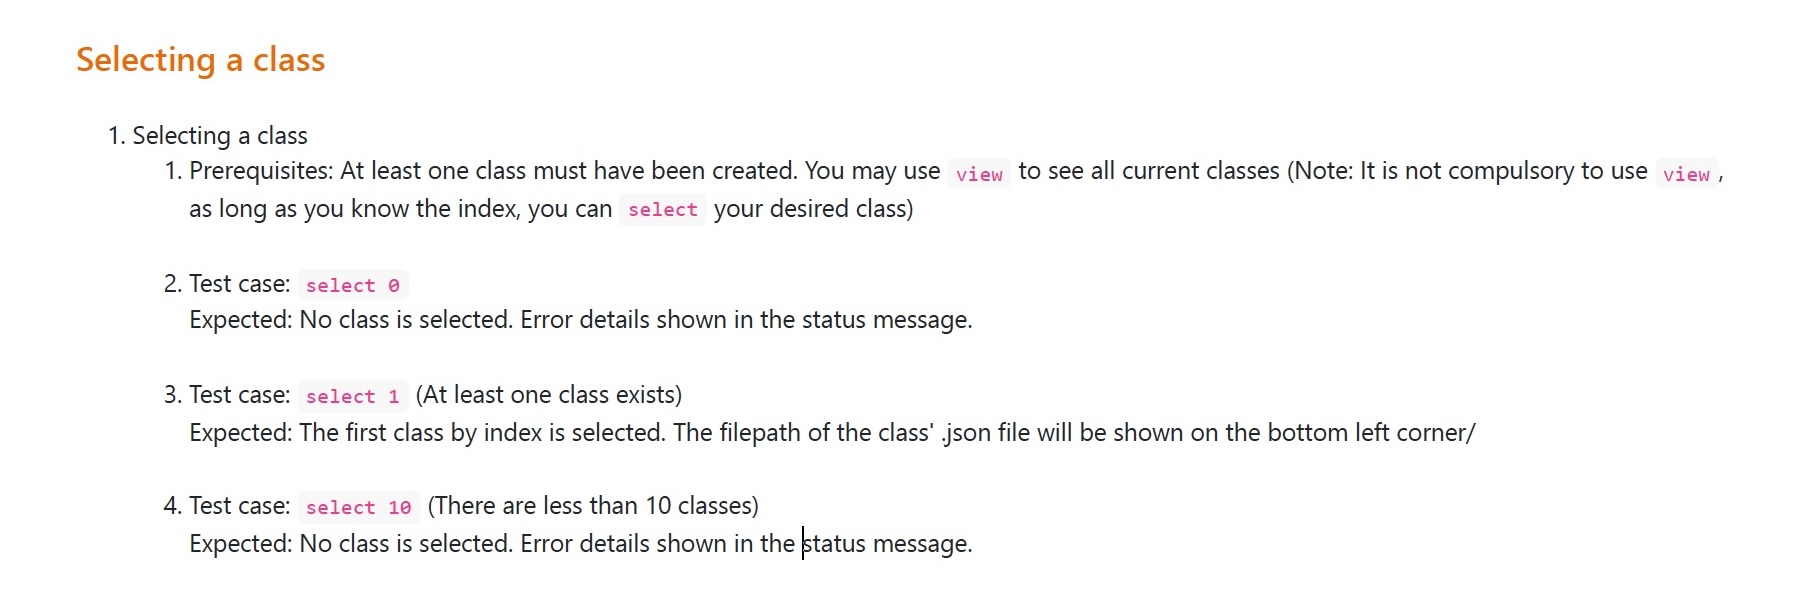 Selecting a class
1. Selecting a class
1. Prerequisites: At least one class must have been created. You may use view to see all current classes (Note: It is not compulsory to use view ,
as long as you know the index, you can select your desired class)
2. Test case: select 0
Expected: No class is selected. Error details shown in the status message.
3. Test case: select 1 (At least one class exists)
Expected: The first class by index is selected. The filepath of the class' .json file will be shown on the bottom left corner/
4. Test case: select 10 (There are less than 10 classes)
Expected: No class is selected. Error details shown in the status message.